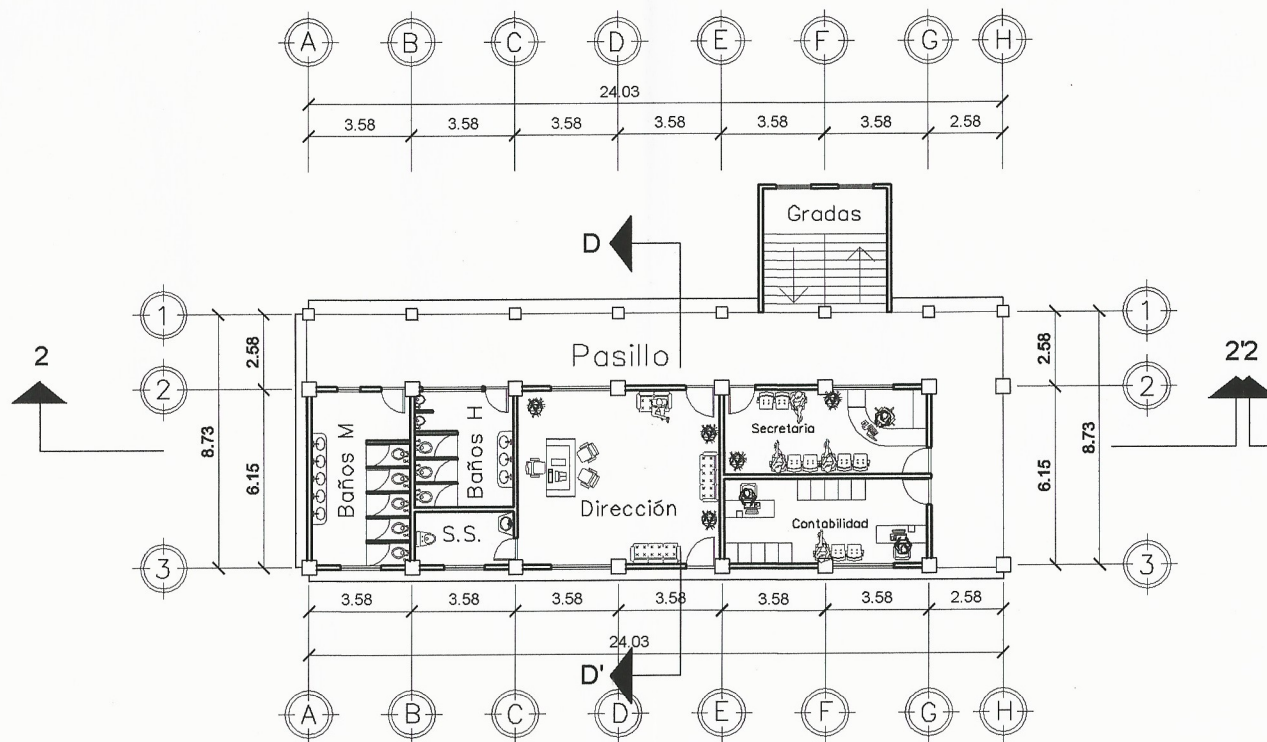 A B C D E F G H
24.03
3.58 3.58 3.58 3.58 3.58 3.58 2.58
Gradas
D
1 1
2.58 2.58
Pasillo
2 2'2
2 2
8.73 8.73
6.15 6.15
Baños M
Baños H
Secretaria
Dirección
Contabilidad
S.S.
3 3
3.58 3.58 3.58 3.58 3.58 3.58 2.58
24.03
D'
A B C D E F G H